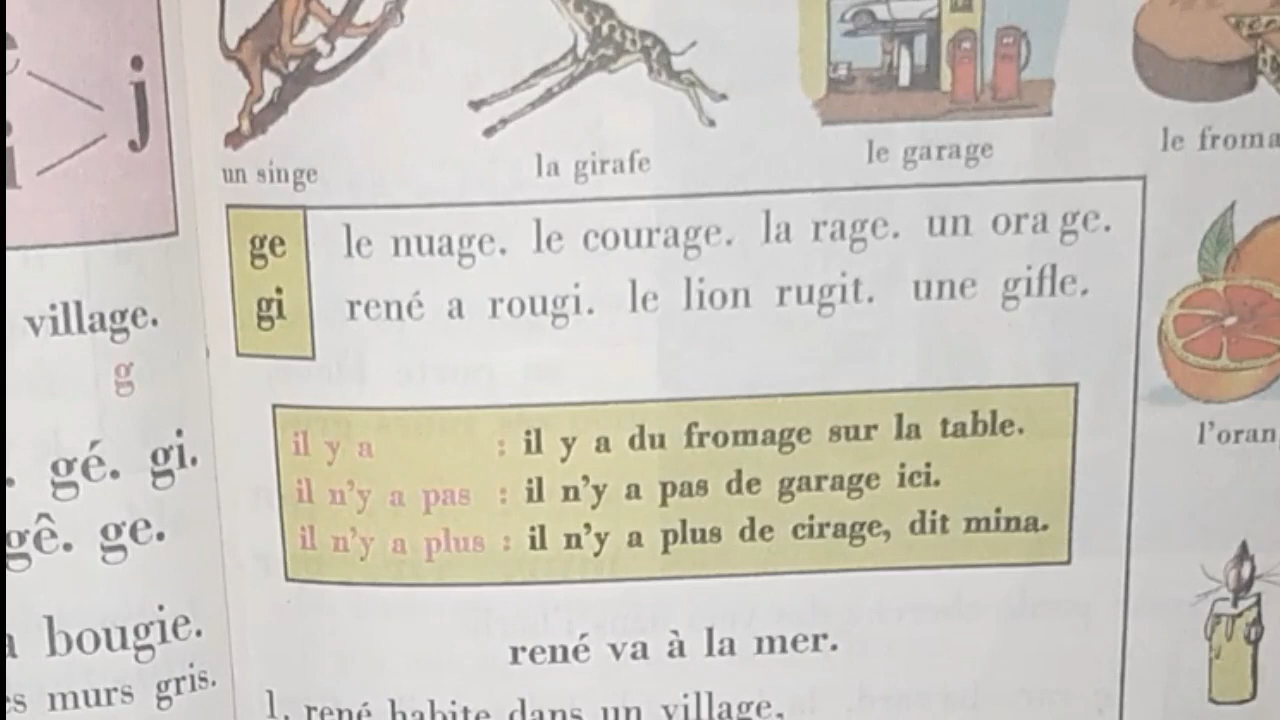 j
village.
g
gé. gi.
gê. ge.
bougie.
murs gris.
un singe
la girafe
le garage
le
ge le nuage. le courage. la rage. un ora ge.
gi rené a rougi. le lion rugit. une gifle.
il y a : il y a du fromage sur la table.
il n'y a pas : il n'y a pas de garage ici.
il n'y a plus : il n'y a plus de cirage, dit mina.
rené va à la mer.
1. rené habite dans un village,